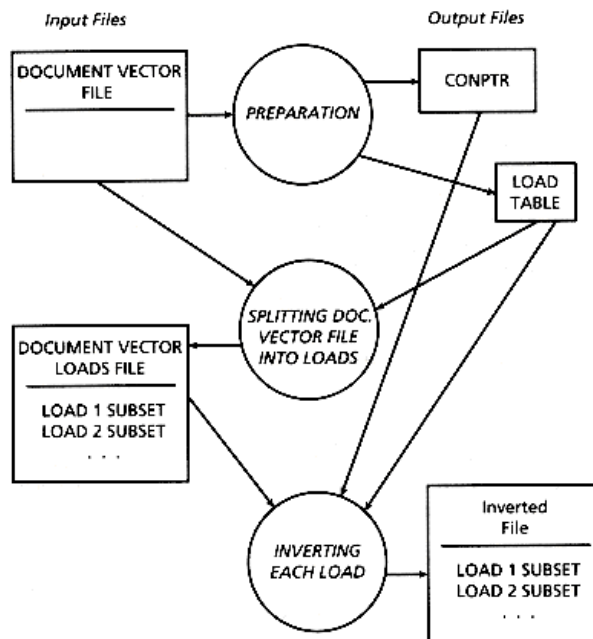 Input Files
Output Files
DOCUMENT VECTOR
FILE
PREPARATION
CONPTR
LOAD
TABLE
SPLITTING DOC.
VECTOR FILE
INTO LOADS
DOCUMENT VECTOR
LOADS FILE
LOAD 1 SUBSET
LOAD 2 SUBSET
. . .
INVERTING
EACH LOAD
Inverted
File
LOAD 1 SUBSET
LOAD 2 SUBSET
. . .